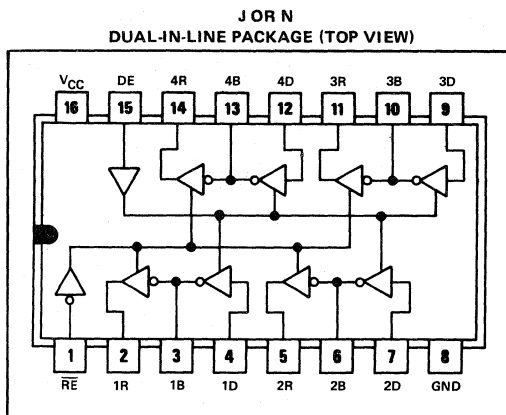 J OR N
DUAL-IN-LINE PACKAGE (TOP VIEW)
VCC DE 4R 4B 4D 3R 3B 3D
16 15 14 13 12 11 10 9
1 2 3 4 5 6 7 8
RE 1R 1B 1D 2R 2B 2D GND